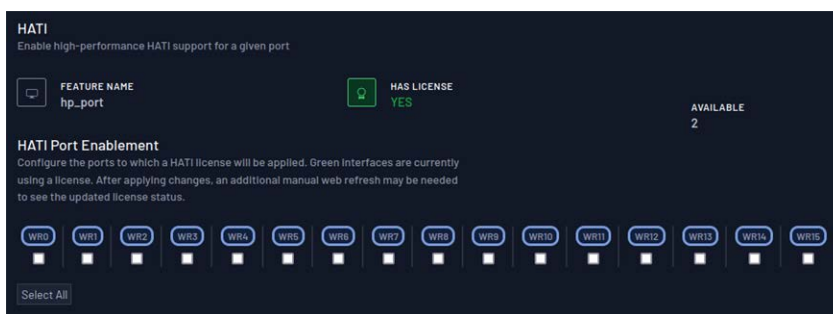 HATI
Enable high-performance HATI support for a given port
FEATURE NAME
hp_port
HAS LICENSE
YES
AVAILABLE
2
HATI Port Enablement
Configure the ports to which a HATI license will be applied. Green interfaces are currently
using a license. After applying changes, an additional manual web refresh may be needed
to see the updated license status.
WR0 WR1 WR2 WR3 WR4 WR5 WR6 WR7 WR8 WR9 WR10 WR11 WR12 WR13 WR14 WR15
Select All